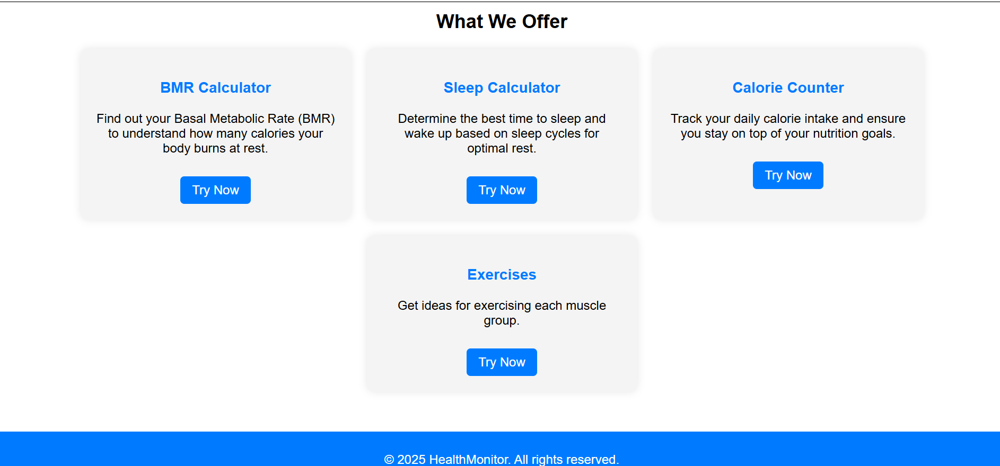 What We Offer
BMR Calculator
Find out your Basal Metabolic Rate (BMR)
to understand how many calories your
body burns at rest.
Try Now
Sleep Calculator
Determine the best time to sleep and
wake up based on sleep cycles for
optimal rest.
Try Now
Calorie Counter
Track your daily calorie intake and ensure
you stay on top of your nutrition goals.
Try Now
Exercises
Get ideas for exercising each muscle
group.
Try Now
© 2025 HealthMonitor. All rights reserved.